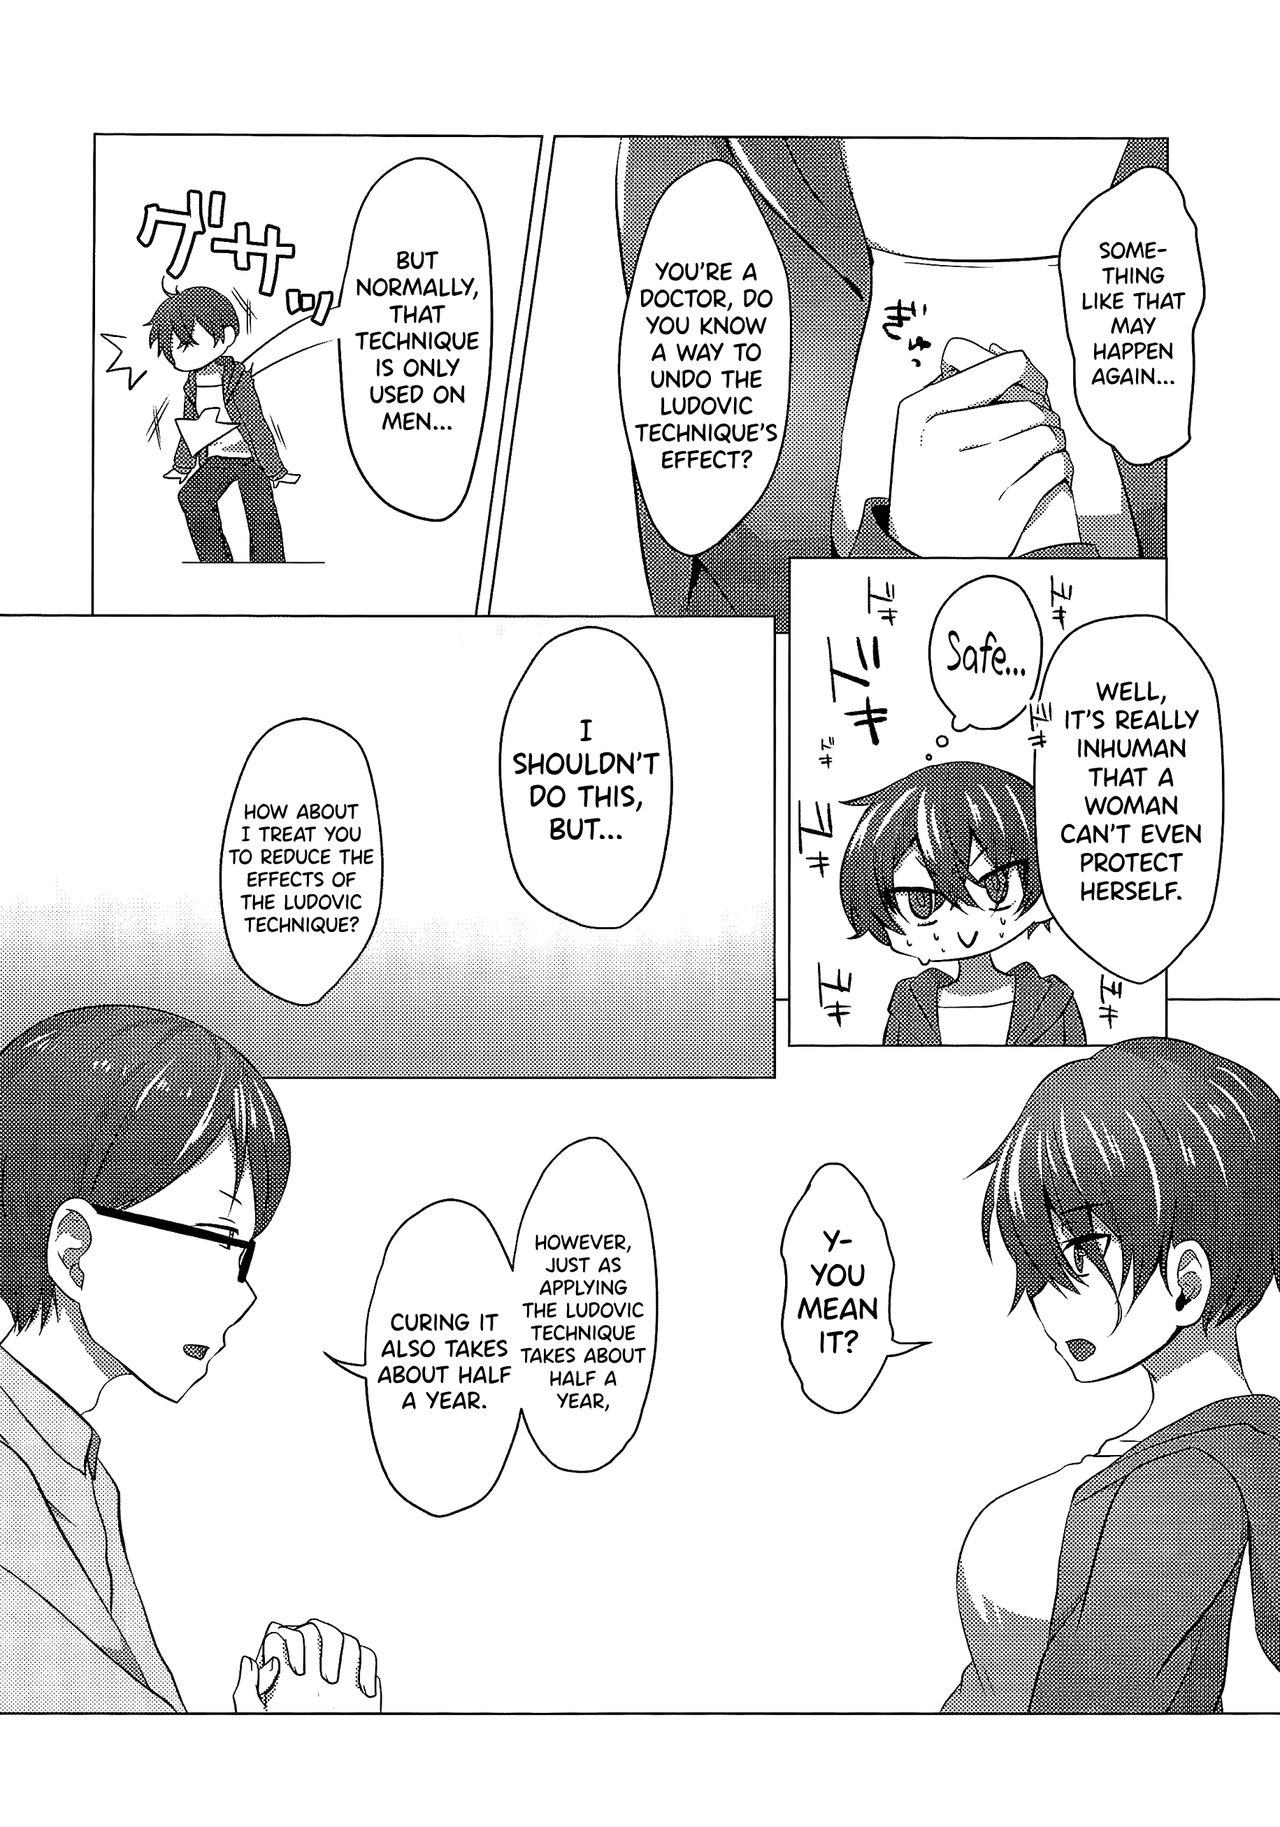 SOME-
THING
LIKE THAT
MAY
HAPPEN
AGAIN...
ぎゅっ
YOU'RE A
DOCTOR, DO
YOU KNOW
A WAY TO
UNDO THE
LUDOVIC
TECHNIQUE'S
EFFECT?
BUT
NORMALLY,
THAT
TECHNIQUE
IS ONLY
USED ON
MEN...
グサッ
WELL,
IT'S REALLY
INHUMAN
THAT A
WOMAN
CAN'T EVEN
PROTECT
HERSELF.
Safe...
I
SHOULDN'T
DO THIS,
BUT...
HOW ABOUT
I TREAT YOU
TO REDUCE THE
EFFECTS OF
THE LUDOVIC
TECHNIQUE?
Y-
YOU
MEAN
IT?
HOWEVER,
JUST AS
APPLYING
THE LUDOVIC
TECHNIQUE
TAKES ABOUT
HALF A
YEAR,
CURING IT
ALSO TAKES
ABOUT HALF
A YEAR.